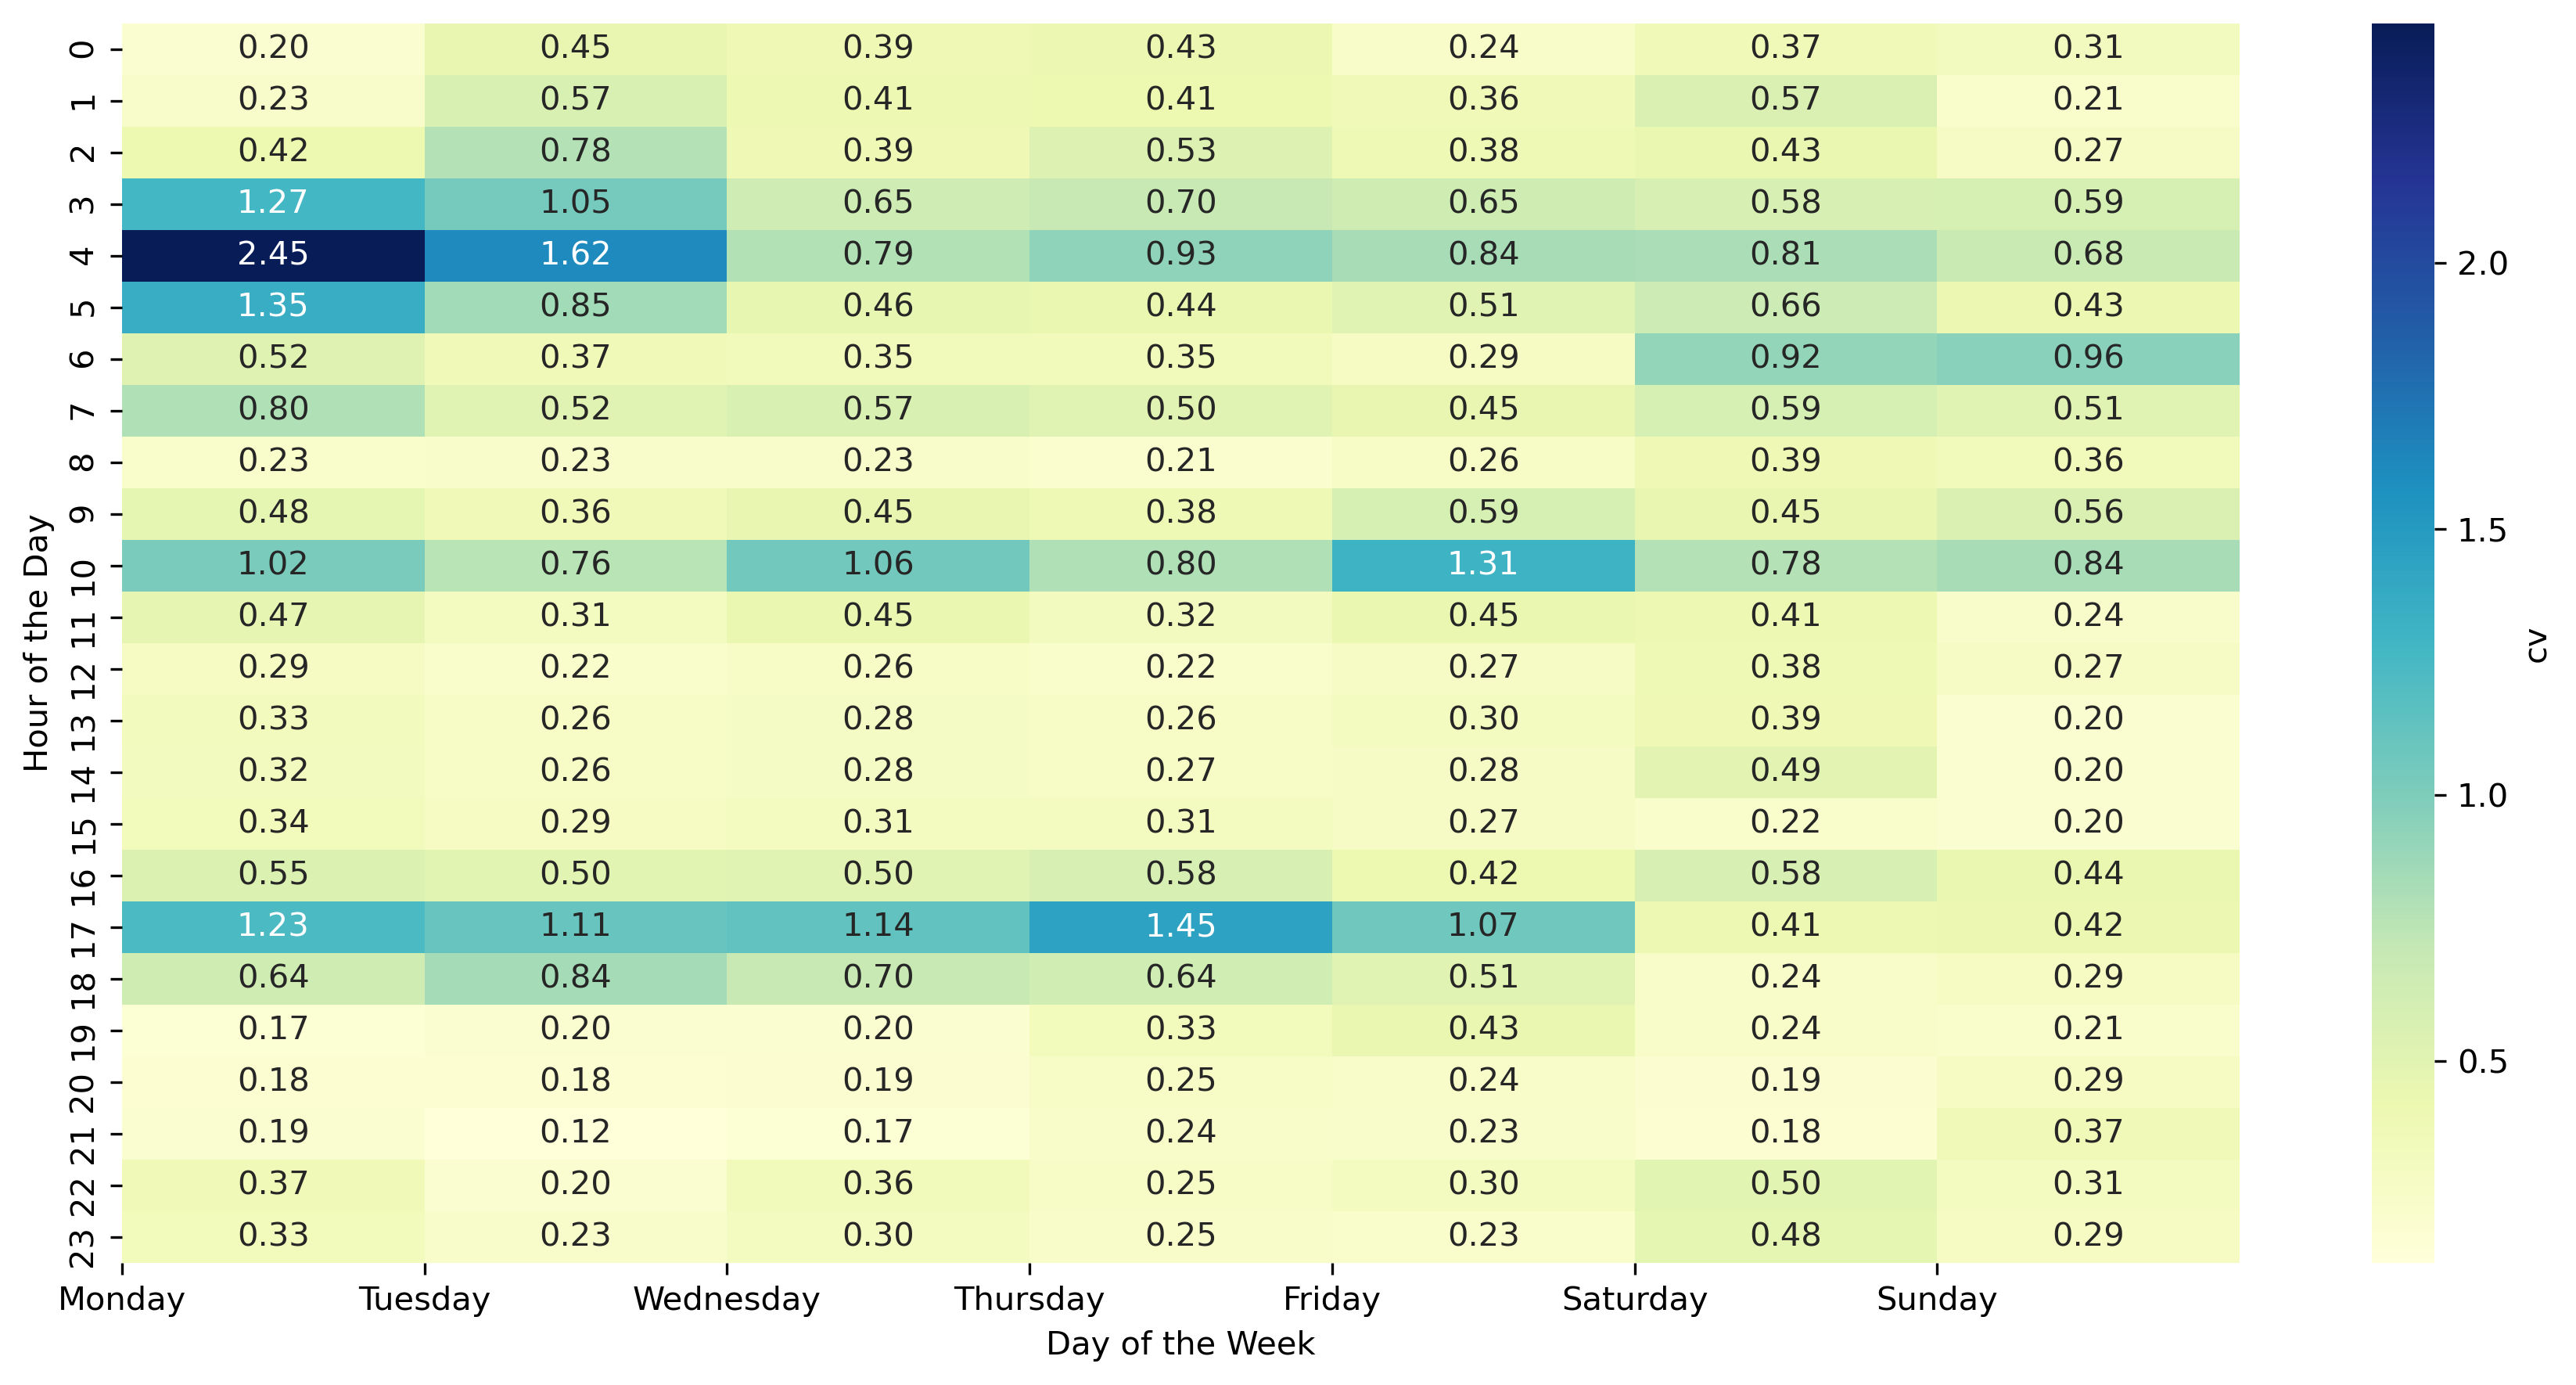 0 0.20 0.45 0.39 0.43 0.24 0.37 0.31
1 0.23 0.57 0.41 0.41 0.36 0.57 0.21
2 0.42 0.78 0.39 0.53 0.38 0.43 0.27
3 1.27 1.05 0.65 0.70 0.65 0.58 0.59
4 2.45 1.62 0.79 0.93 0.84 0.81 0.68
5 1.35 0.85 0.46 0.44 0.51 0.66 0.43
6 0.52 0.37 0.35 0.35 0.29 0.92 0.96
7 0.80 0.52 0.57 0.50 0.45 0.59 0.51
8 0.23 0.23 0.23 0.21 0.26 0.39 0.36
9 0.48 0.36 0.45 0.38 0.59 0.45 0.56
10 1.02 0.76 1.06 0.80 1.31 0.78 0.84
11 0.47 0.31 0.45 0.32 0.45 0.41 0.24
12 0.29 0.22 0.26 0.22 0.27 0.38 0.27
13 0.33 0.26 0.28 0.26 0.30 0.39 0.20
14 0.32 0.26 0.28 0.27 0.28 0.49 0.20
15 0.34 0.29 0.31 0.31 0.27 0.22 0.20
16 0.55 0.50 0.50 0.58 0.42 0.58 0.44
17 1.23 1.11 1.14 1.45 1.07 0.41 0.42
18 0.64 0.84 0.70 0.64 0.51 0.24 0.29
19 0.17 0.20 0.20 0.33 0.43 0.24 0.21
20 0.18 0.18 0.19 0.25 0.24 0.19 0.29
21 0.19 0.12 0.17 0.24 0.23 0.18 0.37
22 0.37 0.20 0.36 0.25 0.30 0.50 0.31
23 0.33 0.23 0.30 0.25 0.23 0.48 0.29
Monday Tuesday Wednesday Thursday Friday Saturday Sunday
Day of the Week
Hour of the Day
2.0
1.5
1.0
0.5
cv